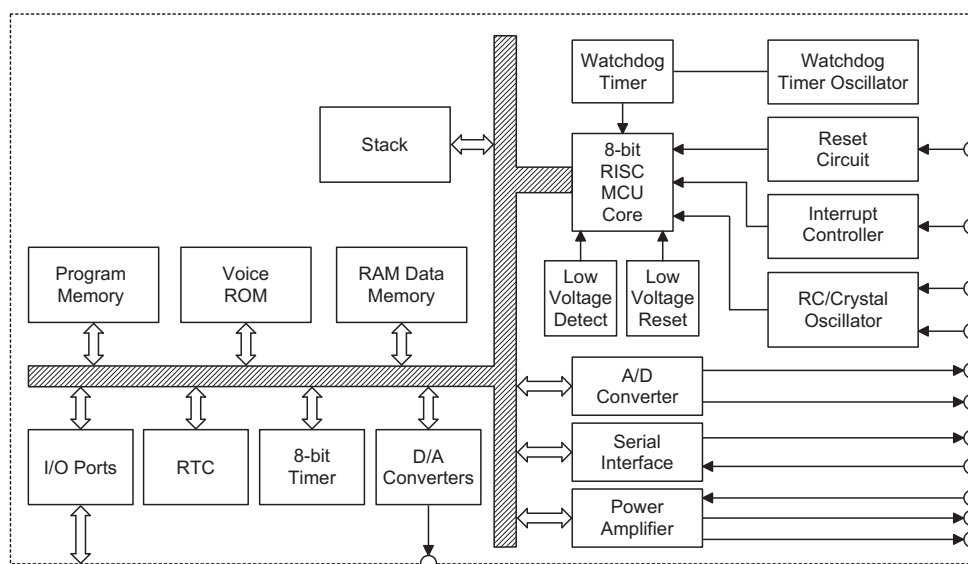 Watchdog
Timer
Watchdog
Timer Oscillator
Stack
8-bit
RISC
MCU
Core
Reset
Circuit
Interrupt
Controller
Program
Memory
Voice
ROM
RAM Data
Memory
Low
Voltage
Detect
Low
Voltage
Reset
RC/Crystal
Oscillator
A/D
Converter
I/O Ports
RTC
8-bit
Timer
D/A
Converters
Serial
Interface
Power
Amplifier